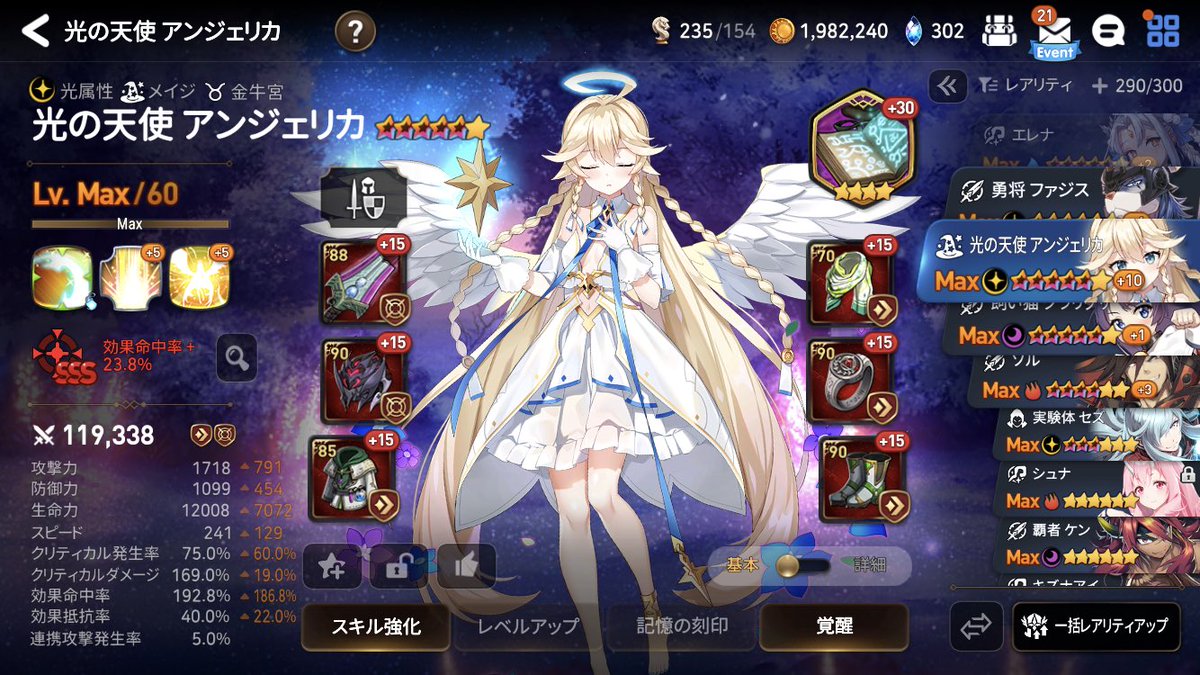 光の天使 アンジェリカ
?
235/154
1,982,240
302
21
Event
光属性 メイジ 金牛宮
光の天使 アンジェリカ
Lv. Max/60
Max
+5
+5
効果命中率 +
23.8%
SSS
119,338
攻撃力 1718 791
防御力 1099 454
生命力 12008 7072
スピード 241 129
クリティカル発生率 75.0% 60.0%
クリティカルダメージ 169.0% 19.0%
効果命中率 192.8% 186.8%
効果抵抗率 40.0% 22.0%
連携攻撃発生率 5.0%
88 +15
90 +15
85 +15
+30
70 +15
90 +15
90 +15
基本 詳細
スキル強化
レベルアップ
記憶の刻印
覚醒
レアリティ
290/300
エレナ
Max
勇将 ファジス
Max
光の天使 アンジェリカ
Max +10
Max +1
ソル
Max +3
実験体 セズ
Max
シュナ
Max
覇者 ケン
Max
キズナアイ
一括レアリティアップ